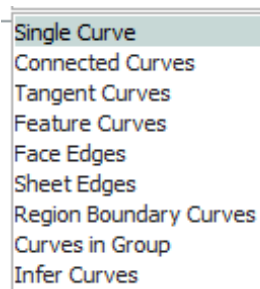 Single Curve
Connected Curves
Tangent Curves
Feature Curves
Face Edges
Sheet Edges
Region Boundary Curves
Curves in Group
Infer Curves